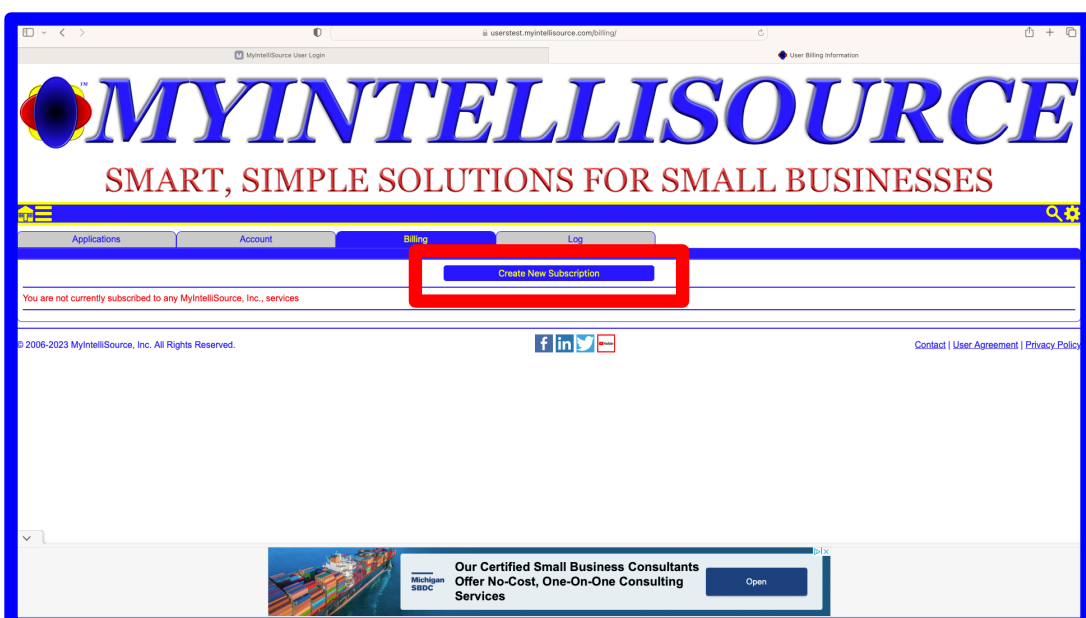 userstest.myintellisource.com/billing/
MyIntelliSource User Login
User Billing Information
MYINTELLISOURCE
™
SMART, SIMPLE SOLUTIONS FOR SMALL BUSINESSES
Applications Account Billing Log
Create New Subscription
You are not currently subscribed to any MyIntelliSource, Inc., services
© 2006-2023 MyIntelliSource, Inc. All Rights Reserved.
f in
Contact | User Agreement | Privacy Policy
Michigan SBDC
Our Certified Small Business Consultants
Offer No-Cost, One-On-One Consulting
Services
Open